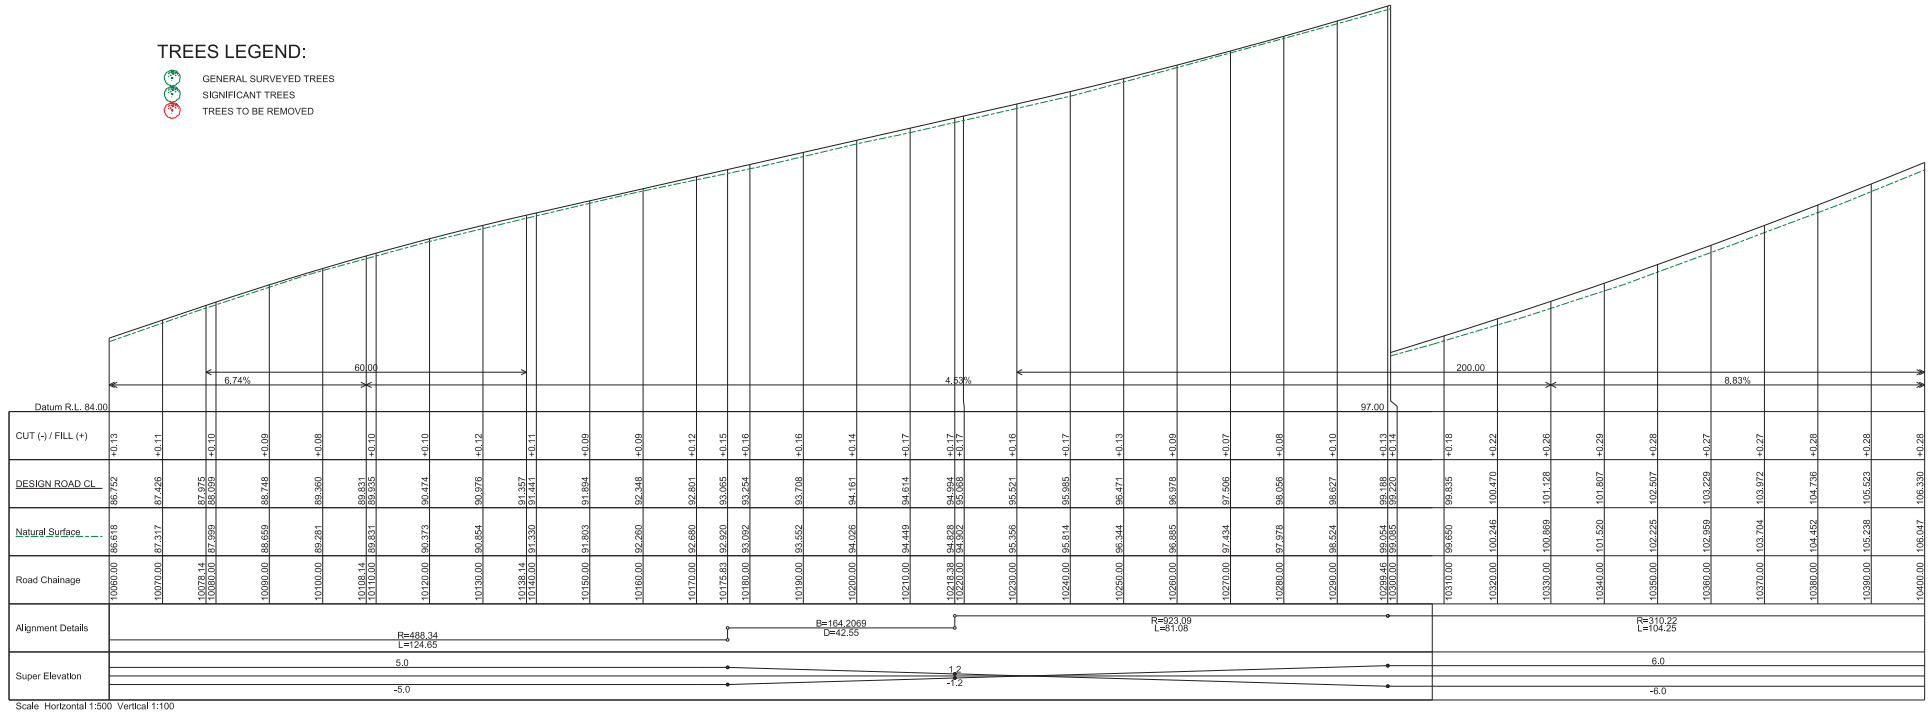 TREES LEGEND:
GENERAL SURVEYED TREES
SIGNIFICANT TREES
TREES TO BE REMOVED
60.00
200.00
6.74%
4.53%
8.83%
Datum R.L. 84.00
97.00
CUT (-) / FILL (+)
+0.13 +0.11 +0.10 +0.09 +0.08 +0.10 +0.10 +0.12 +0.11 +0.09 +0.09 +0.12 +0.15 +0.16 +0.16 +0.14 +0.17 +0.17 +0.17 +0.16 +0.17 +0.13 +0.09 +0.07 +0.08 +0.10 +0.13 +0.14 +0.18 +0.22 +0.26 +0.29 +0.28 +0.27 +0.27 +0.28 +0.28 +0.28
DESIGN ROAD CL
86.752 87.426 87.975 88.099 88.748 89.360 89.831 89.935 90.474 90.976 91.357 91.441 91.894 92.348 92.801 93.065 93.254 93.708 94.161 94.614 94.994 95.068 95.521 95.985 96.471 96.978 97.506 98.056 98.627 99.188 99.220 99.835 100.470 101.128 101.807 102.507 103.229 103.972 104.736 105.523 106.330
Natural Surface
86.618 87.317 87.999 88.659 89.281 89.831 90.373 90.854 91.330 91.803 92.260 92.680 92.920 93.092 93.552 94.026 94.449 94.828 94.902 95.356 95.814 96.344 96.885 97.434 97.978 98.524 99.054 99.085 99.650 100.246 100.869 101.520 102.225 102.959 103.704 104.452 105.238 106.047
Road Chainage
10060.00 10070.00 10078.14 10080.00 10090.00 10100.00 10108.14 10110.00 10120.00 10130.00 10138.14 10140.00 10150.00 10160.00 10170.00 10175.83 10180.00 10190.00 10200.00 10210.00 10218.38 10220.00 10230.00 10240.00 10250.00 10260.00 10270.00 10280.00 10290.00 10299.46 10300.00 10310.00 10320.00 10330.00 10340.00 10350.00 10360.00 10370.00 10380.00 10390.00 10400.00
Alignment Details
R=488.34
L=124.65
B=164.2069
D=42.55
R=923.09
L=81.08
R=310.22
L=104.25
Super Elevation
5.0
-5.0
1.2
-1.2
6.0
-6.0
Scale Horizontal 1:500 Vertical 1:100